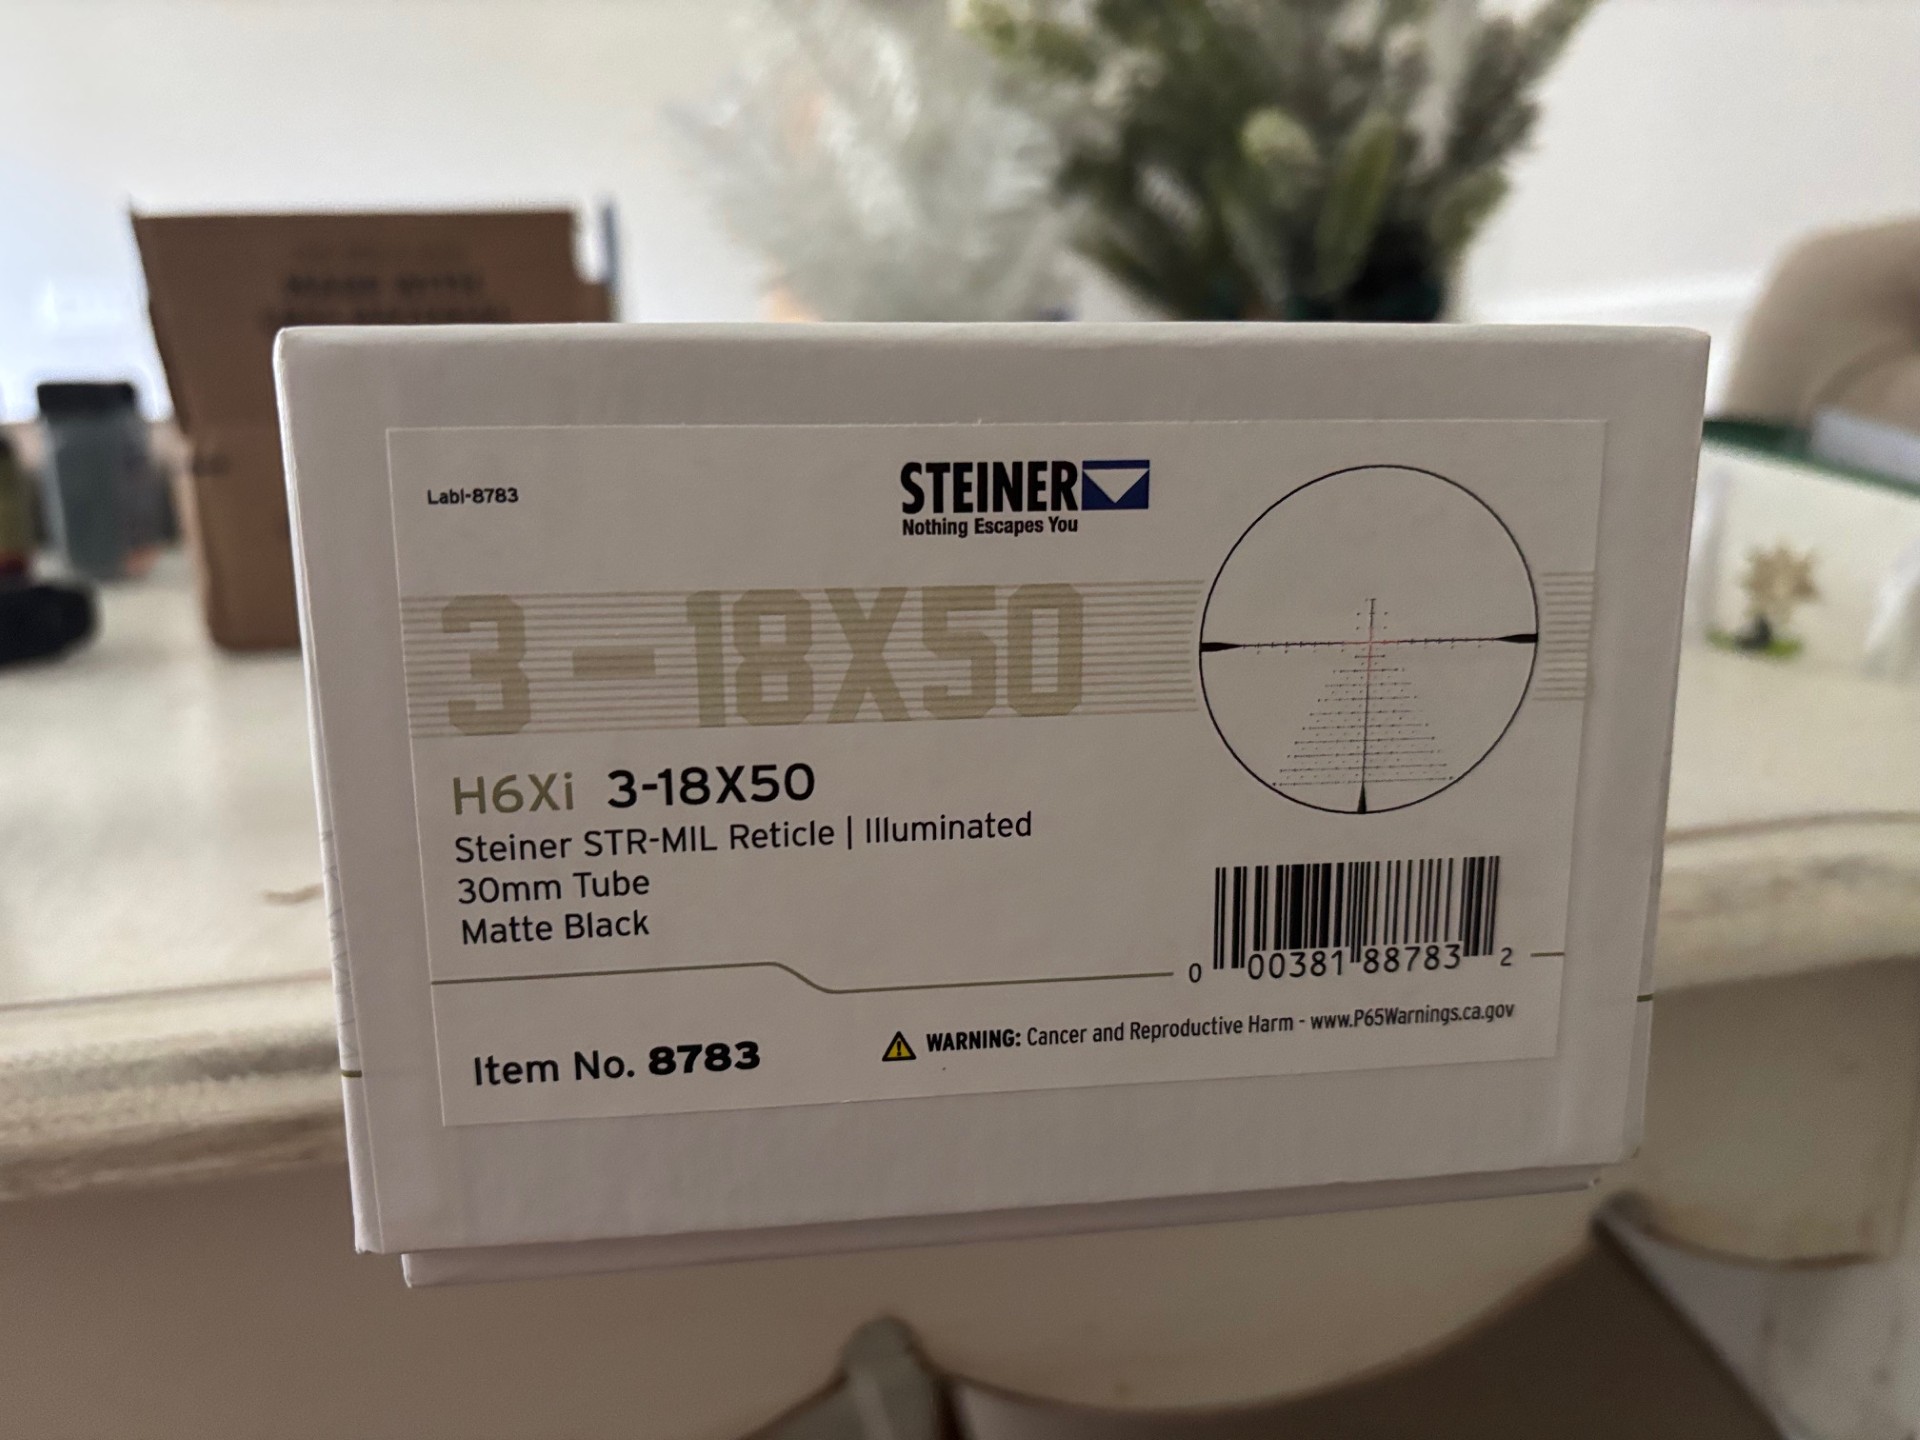 Labl-8783
STEINER
Nothing Escapes You
3-18X50
H6Xi 3-18X50
Steiner STR-MIL Reticle | Illuminated
30mm Tube
Matte Black
0 00381 88783 2
Item No. 8783
WARNING: Cancer and Reproductive Harm - www.P65Warnings.ca.gov